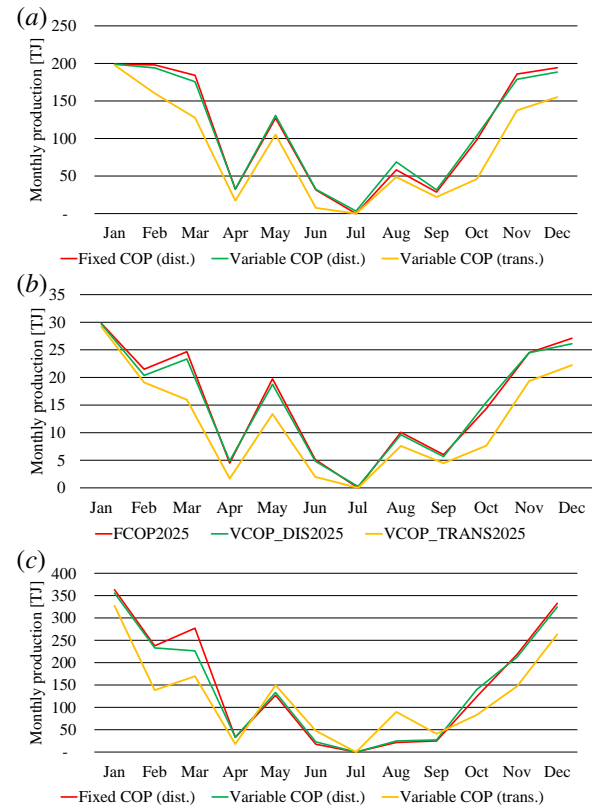 (a)
Monthly production [TJ]
250
200
150
100
50
-
Jan Feb Mar Apr May Jun Jul Aug Sep Oct Nov Dec
Fixed COP (dist.) Variable COP (dist.) Variable COP (trans.)
(b)
Monthly production [TJ]
35
30
25
20
15
10
5
0
Jan Feb Mar Apr May Jun Jul Aug Sep Oct Nov Dec
FCOP2025 VCOP_DIS2025 VCOP_TRANS2025
(c)
Monthly production [TJ]
400
350
300
250
200
150
100
50
-
Jan Feb Mar Apr May Jun Jul Aug Sep Oct Nov Dec
Fixed COP (dist.) Variable COP (dist.) Variable COP (trans.)